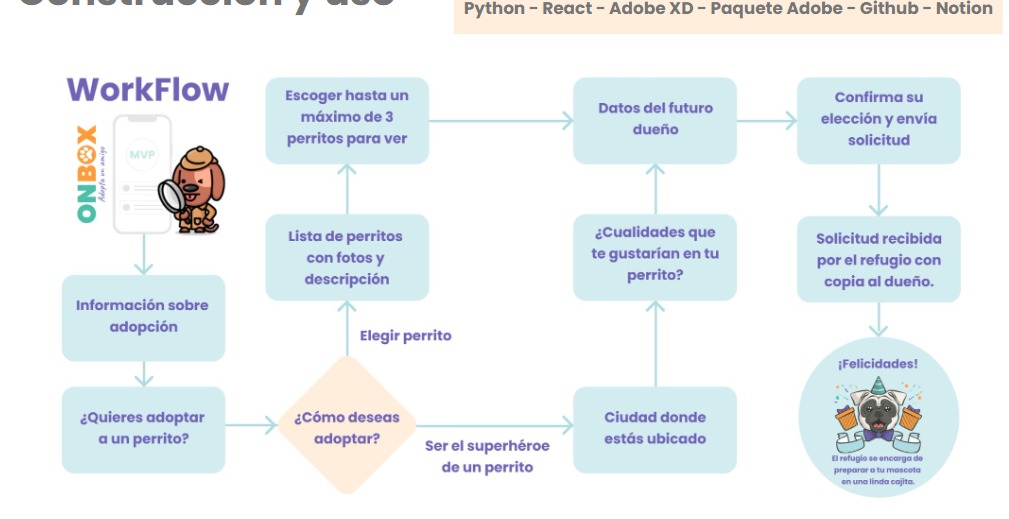 Construcción y uso
Python - React - Adobe XD - Paquete Adobe - Github - Notion
WorkFlow
ONBOX
Adopta un amigo
MVP
Información sobre
adopción
¿Quieres adoptar
a un perrito?
¿Cómo deseas
adoptar?
Elegir perrito
Lista de perritos
con fotos y
descripción
Escoger hasta un
máximo de 3
perritos para ver
Ser el superhéroe
de un perrito
Ciudad donde
estás ubicado
¿Cualidades que
te gustarían en tu
perrito?
Datos del futuro
dueño
Confirma su
elección y envía
solicitud
Solicitud recibida
por el refugio con
copia al dueño.
¡Felicidades!
El refugio se encarga de
preparar a tu mascota
en una linda cajita.